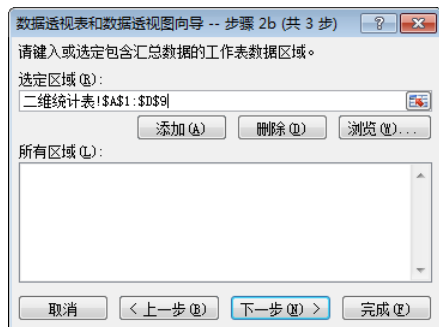 数据透视表和数据透视图向导 -- 步骤 2b (共 3 步)
请键入或选定包含汇总数据的工作表数据区域。
选定区域(R):
二维统计表!$A$1:$D$9
添加(A) 删除(D) 浏览(W)...
所有区域(L):
取消 < 上一步(B) 下一步(N) > 完成(F)